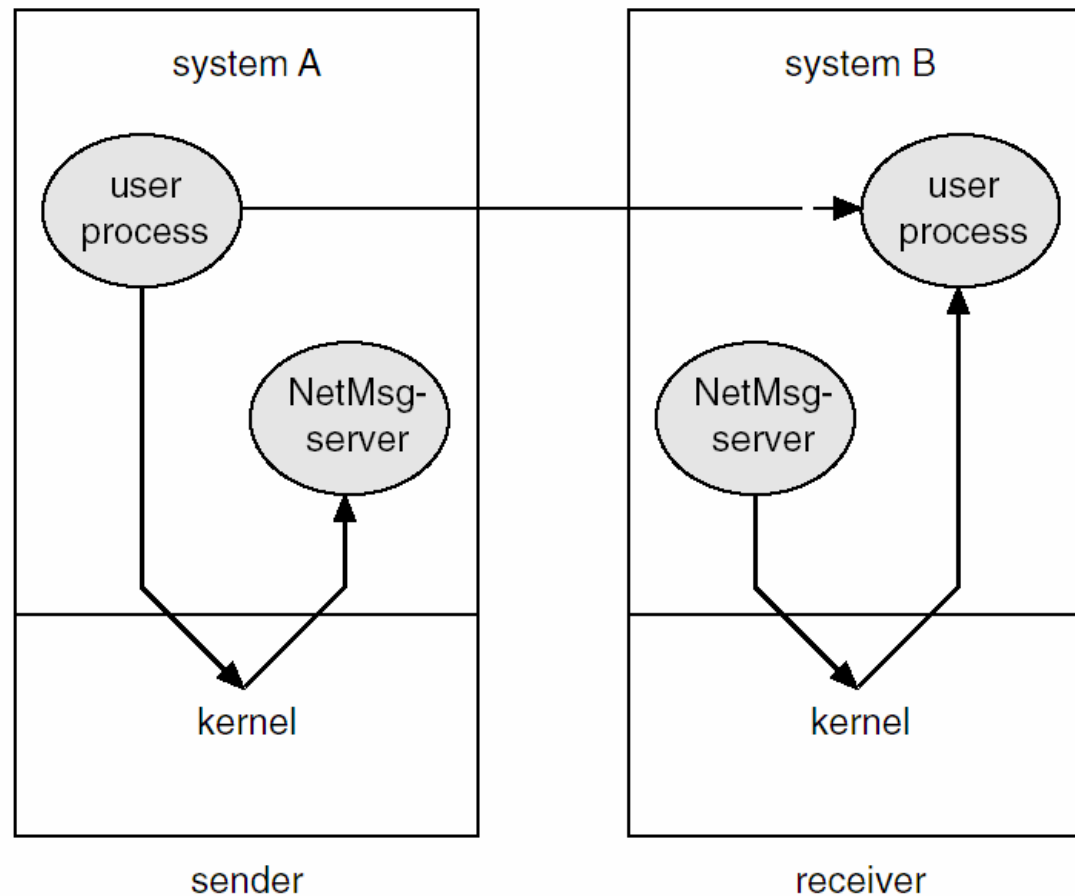 system A
system B
user
process
user
process
NetMsg-
server
NetMsg-
server
kernel
kernel
sender
receiver